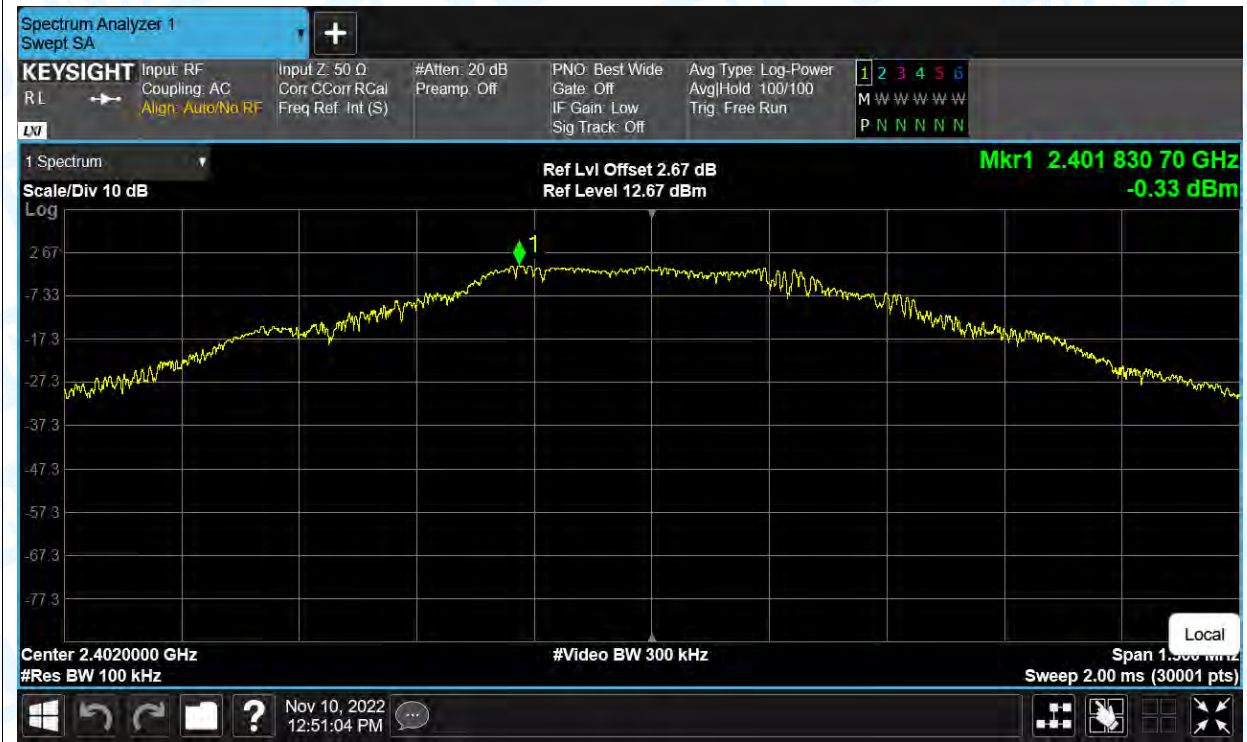 Spectrum Analyzer 1
Swept SA
KEYSIGHT
R L
LXI
Input: RF
Coupling: AC
Align: Auto/No RF
Input Z: 50 Ω
Corr CCorr RCal
Freq Ref: Int (S)
#Atten: 20 dB
Preamp: Off
PNO: Best Wide
Gate: Off
IF Gain: Low
Sig Track: Off
Avg Type: Log-Power
Avg|Hold: 100/100
Trig: Free Run
1 2 3 4 5 6
M W W W W W
P N N N N N
1 Spectrum
Scale/Div 10 dB
Log
Ref Lvl Offset 2.67 dB
Ref Level 12.67 dBm
Mkr1 2.401 830 70 GHz
-0.33 dBm
1
2.67
-7.33
-17.3
-27.3
-37.3
-47.3
-57.3
-67.3
-77.3
Local
Center 2.4020000 GHz
#Res BW 100 kHz
#Video BW 300 kHz
Span 1.500 MHz
Sweep 2.00 ms (30001 pts)
?
Nov 10, 2022
12:51:04 PM